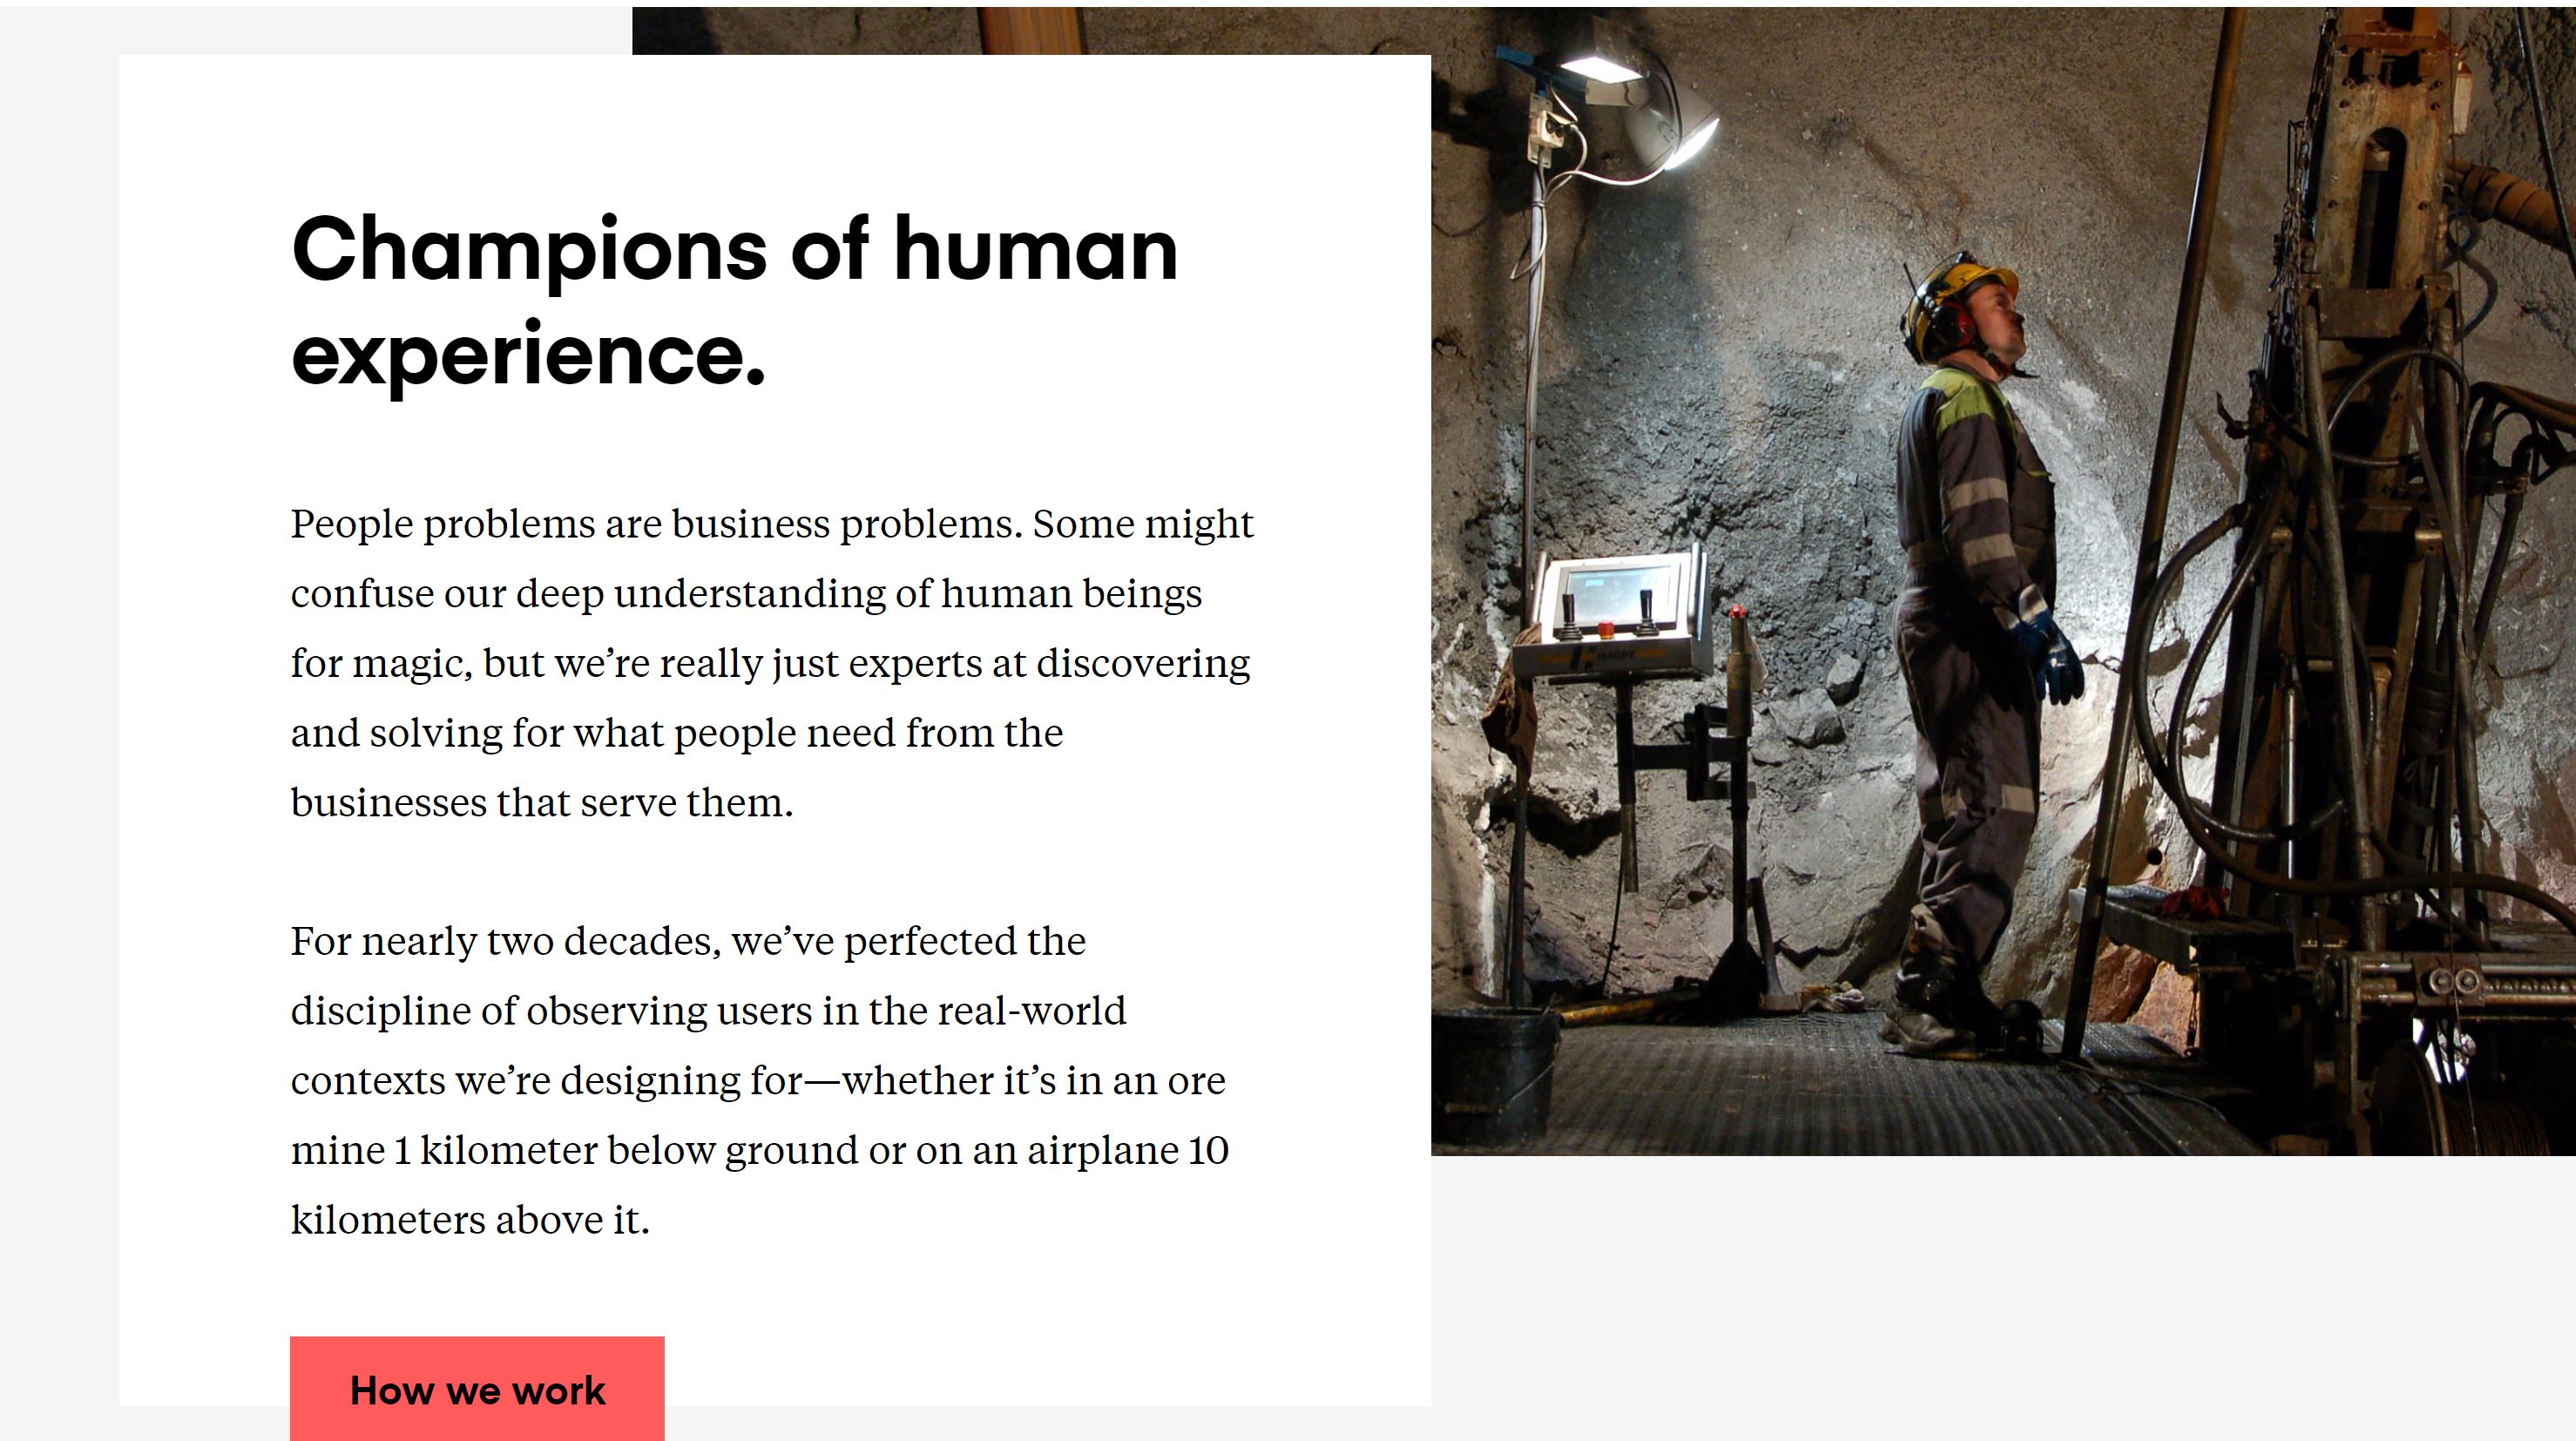 Champions of human
experience.
People problems are business problems. Some might
confuse our deep understanding of human beings
for magic, but we’re really just experts at discovering
and solving for what people need from the
businesses that serve them.
For nearly two decades, we’ve perfected the
discipline of observing users in the real-world
contexts we’re designing for—whether it’s in an ore
mine 1 kilometer below ground or on an airplane 10
kilometers above it.
How we work